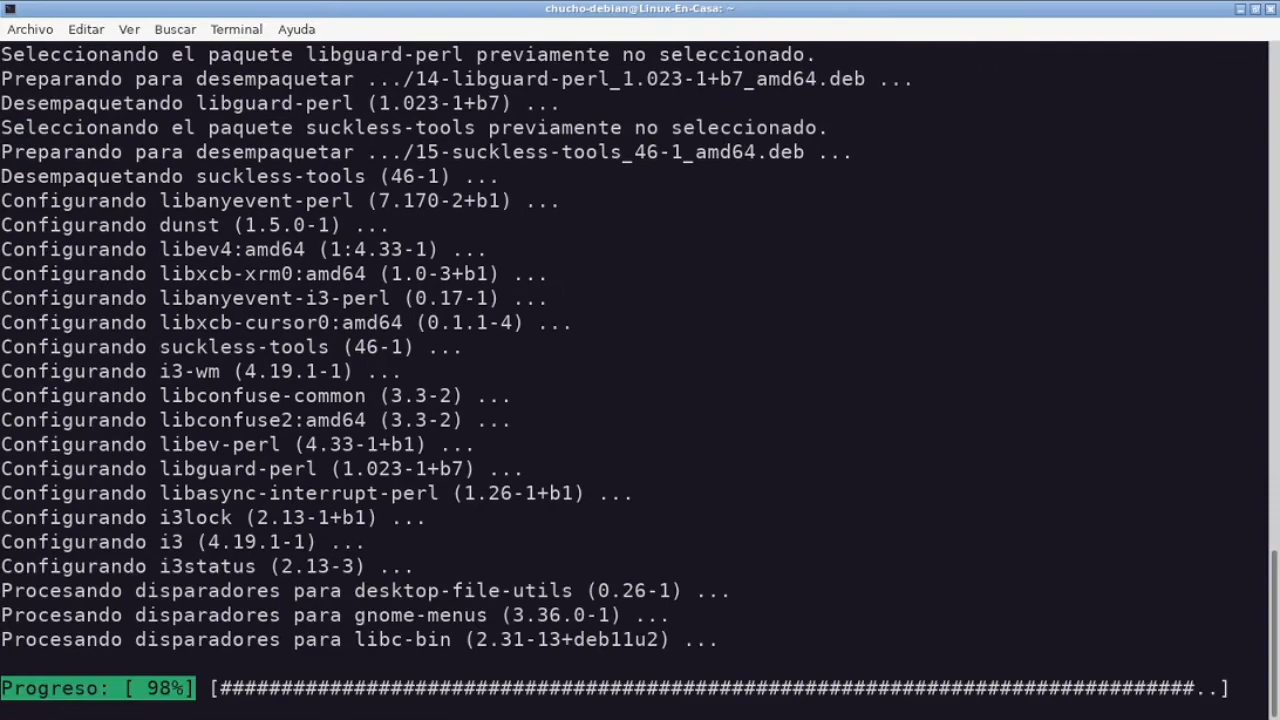 chucho-debian@Linux-En-Casa: ~
Archivo Editar Ver Buscar Terminal Ayuda
Seleccionando el paquete libguard-perl previamente no seleccionado.
Preparando para desempaquetar .../14-libguard-perl_1.023-1+b7_amd64.deb ...
Desempaquetando libguard-perl (1.023-1+b7) ...
Seleccionando el paquete suckless-tools previamente no seleccionado.
Preparando para desempaquetar .../15-suckless-tools_46-1_amd64.deb ...
Desempaquetando suckless-tools (46-1) ...
Configurando libanyevent-perl (7.170-2+b1) ...
Configurando dunst (1.5.0-1) ...
Configurando libev4:amd64 (1:4.33-1) ...
Configurando libxcb-xrm0:amd64 (1.0-3+b1) ...
Configurando libanyevent-i3-perl (0.17-1) ...
Configurando libxcb-cursor0:amd64 (0.1.1-4) ...
Configurando suckless-tools (46-1) ...
Configurando i3-wm (4.19.1-1) ...
Configurando libconfuse-common (3.3-2) ...
Configurando libconfuse2:amd64 (3.3-2) ...
Configurando libev-perl (4.33-1+b1) ...
Configurando libguard-perl (1.023-1+b7) ...
Configurando libasync-interrupt-perl (1.26-1+b1) ...
Configurando i3lock (2.13-1+b1) ...
Configurando i3 (4.19.1-1) ...
Configurando i3status (2.13-3) ...
Procesando disparadores para desktop-file-utils (0.26-1) ...
Procesando disparadores para gnome-menus (3.36.0-1) ...
Procesando disparadores para libc-bin (2.31-13+deb11u2) ...
Progreso: [ 98%] [################################################################################..]